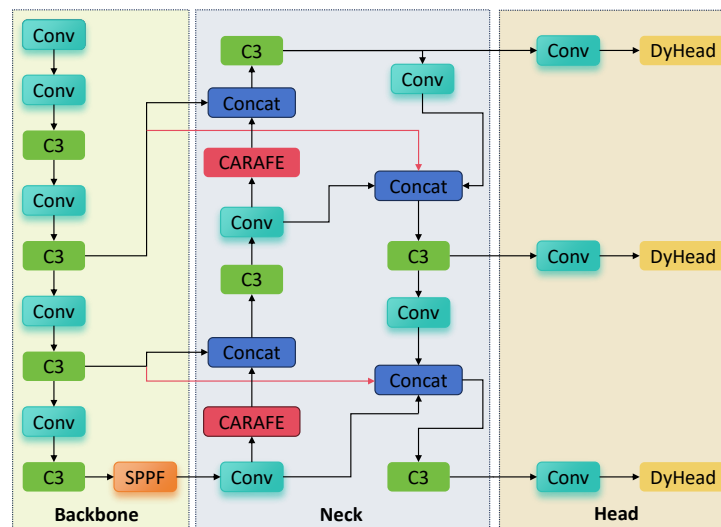 Conv
Conv
C3
Conv
C3
Conv
C3
Conv
C3
SPPF
Backbone
C3
Conv
Concat
CARAFE
Concat
Conv
C3
C3
Conv
Concat
Concat
CARAFE
Conv
C3
Neck
Conv
DyHead
Conv
DyHead
Conv
DyHead
Head